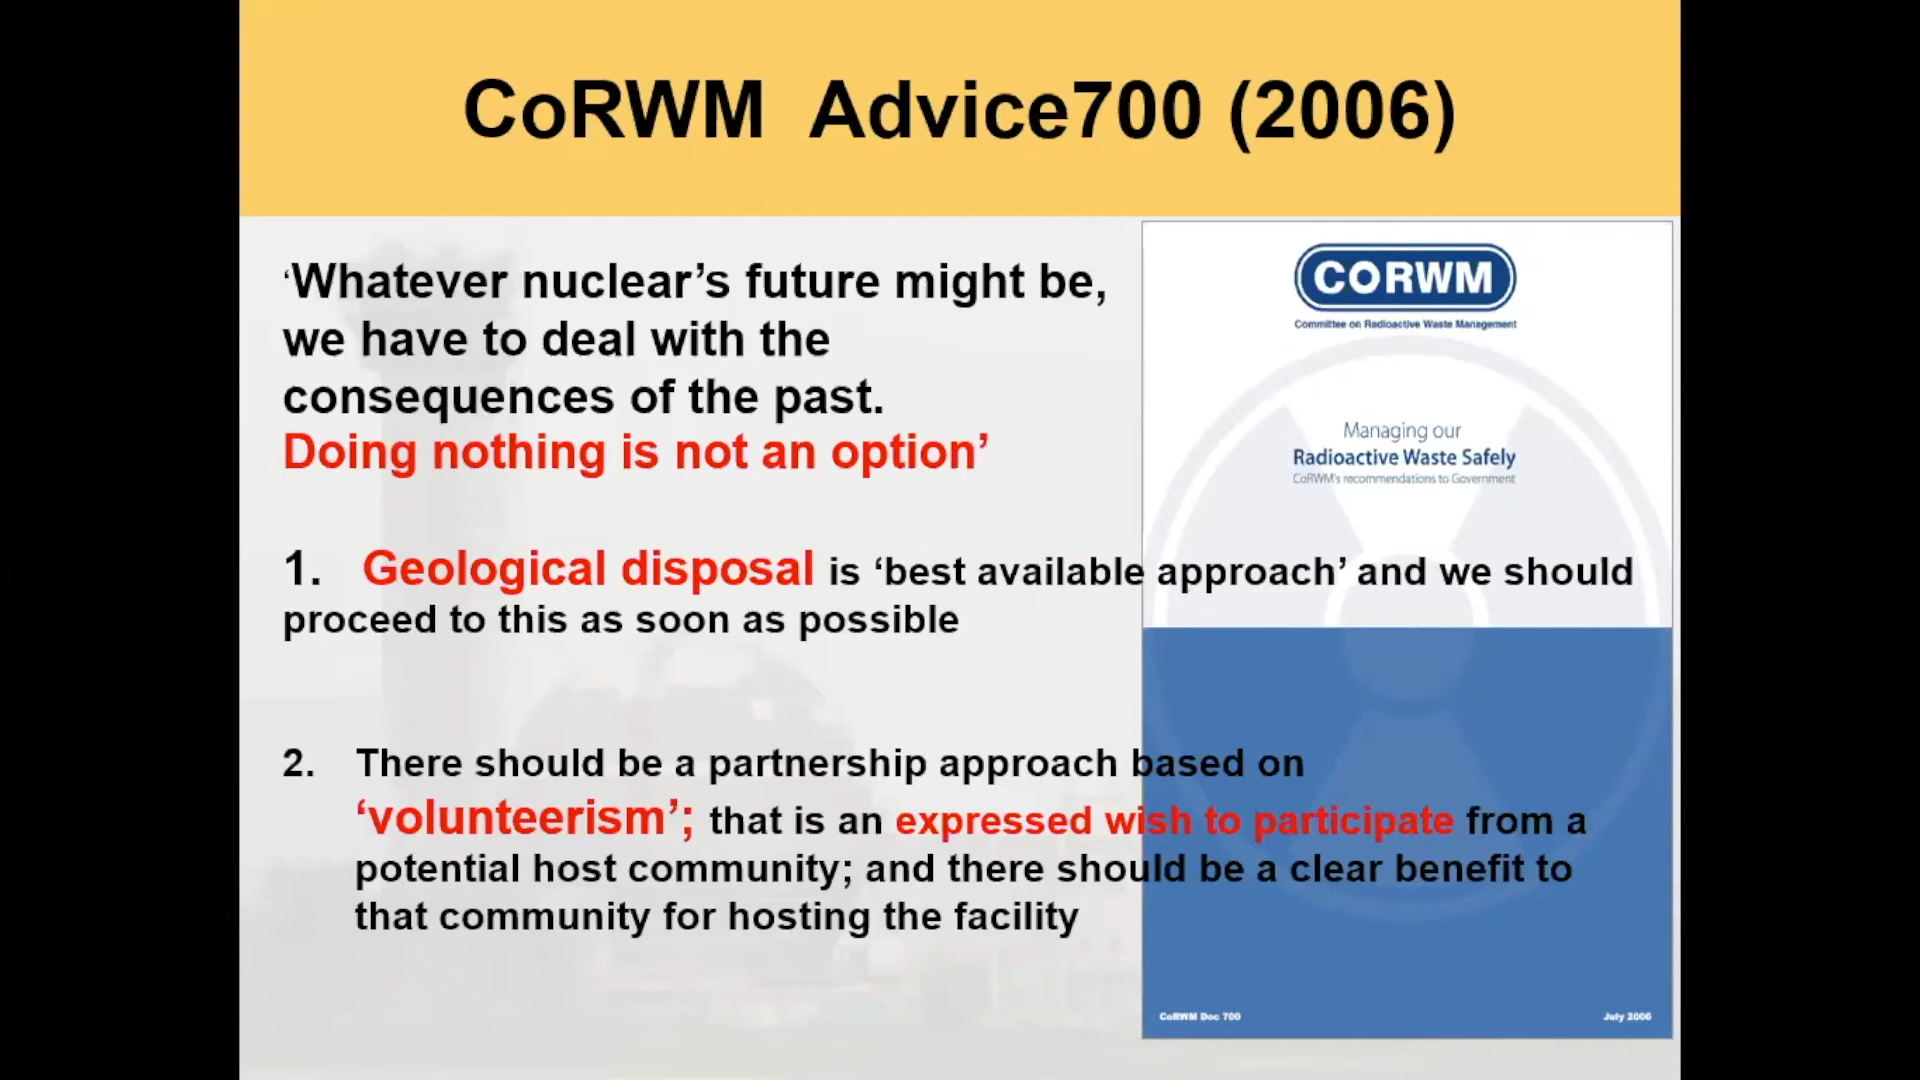 CoRWM  Advice700 (2006)
‘Whatever nuclear’s future might be,
we have to deal with the
consequences of the past.
Doing nothing is not an option’
1. Geological disposal is ‘best available approach’ and we should
proceed to this as soon as possible
2. There should be a partnership approach based on
‘volunteerism’; that is an expressed wish to participate from a
potential host community; and there should be a clear benefit to
that community for hosting the facility
CORWM
Committee on Radioactive Waste Management
Managing our
Radioactive Waste Safely
CoRWM's recommendations to Government
CoRWM Doc 700
July 2006